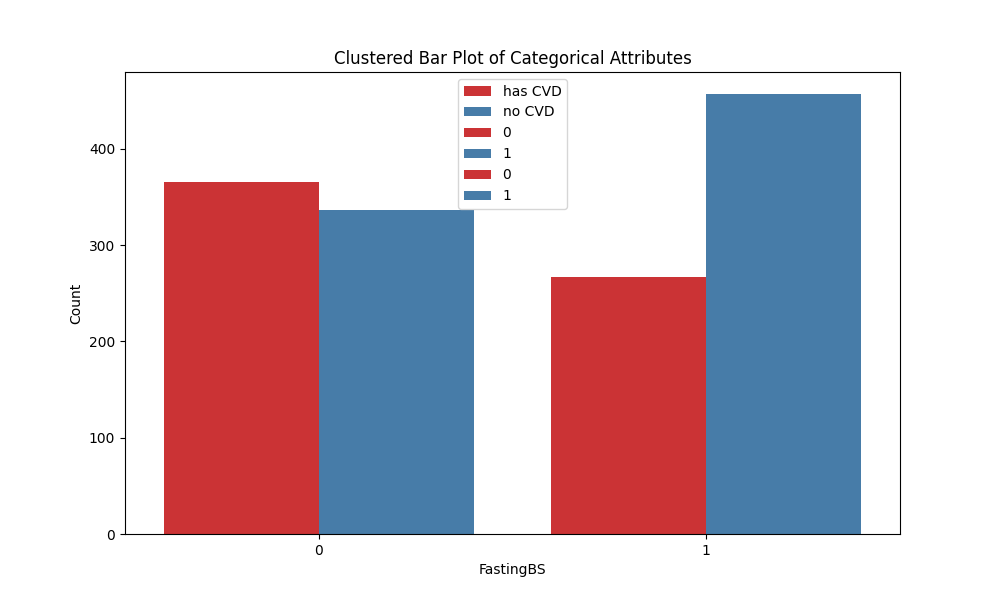 Clustered Bar Plot of Categorical Attributes
has CVD
no CVD
0
1
0
1
Count
400
300
200
100
0
0 1
FastingBS